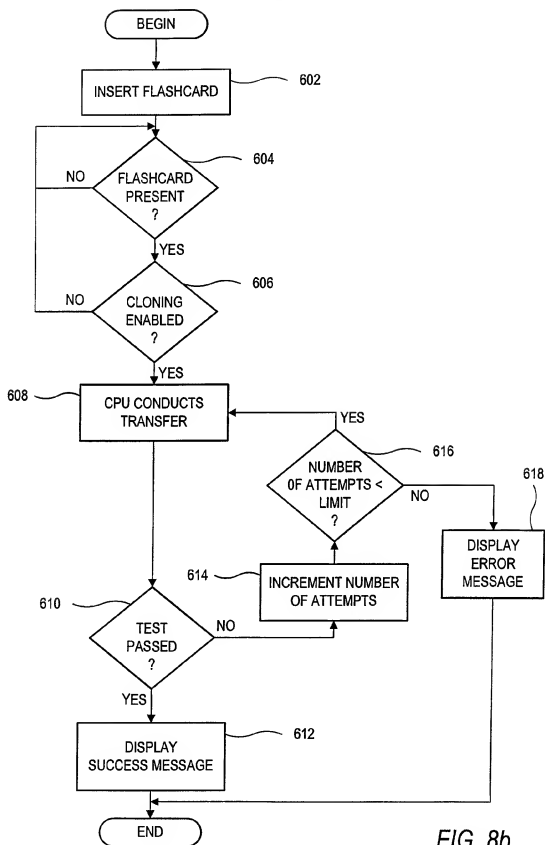 BEGIN
INSERT FLASHCARD
602
604
FLASHCARD
PRESENT
?
NO
YES
606
CLONING
ENABLED
?
NO
YES
608
CPU CONDUCTS
TRANSFER
YES
616
NUMBER
OF ATTEMPTS <
LIMIT
?
NO
618
DISPLAY
ERROR
MESSAGE
614
INCREMENT NUMBER
OF ATTEMPTS
610
TEST
PASSED
?
NO
YES
612
DISPLAY
SUCCESS MESSAGE
END
FIG. 8b